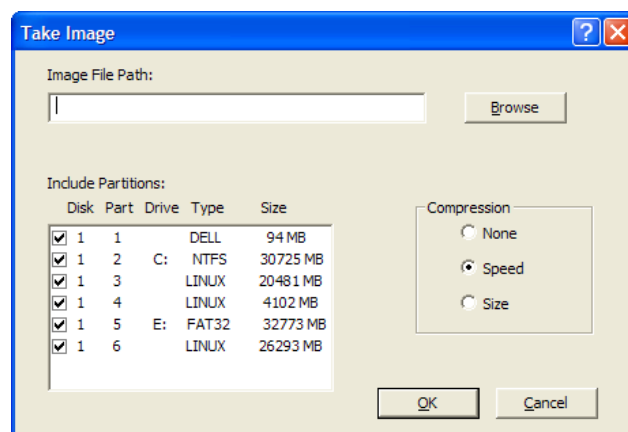 Take Image
Image File Path:
Browse
Include Partitions:
Disk Part Drive Type Size
1 1 DELL 94 MB
1 2 C: NTFS 30725 MB
1 3 LINUX 20481 MB
1 4 LINUX 4102 MB
1 5 E: FAT32 32773 MB
1 6 LINUX 26293 MB
Compression
None
Speed
Size
OK Cancel